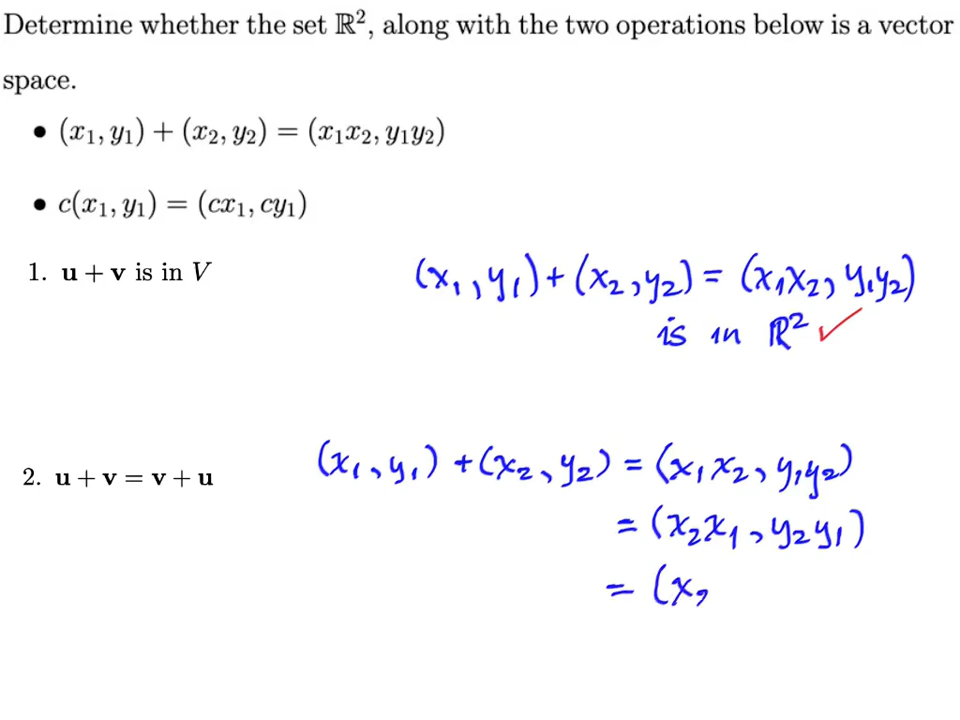 Determine whether the set ℝ², along with the two operations below is a vector
space.
• (x₁, y₁) + (x₂, y₂) = (x₁x₂, y₁y₂)
• c(x₁, y₁) = (cx₁, cy₁)
1. u + v is in V
(x₁, y₁) + (x₂, y₂) = (x₁x₂, y₁y₂)
is in ℝ² ✓
2. u + v = v + u
(x₁, y₁) + (x₂, y₂) = (x₁x₂, y₁y₂)
= (x₂x₁, y₂y₁)
= (x₂